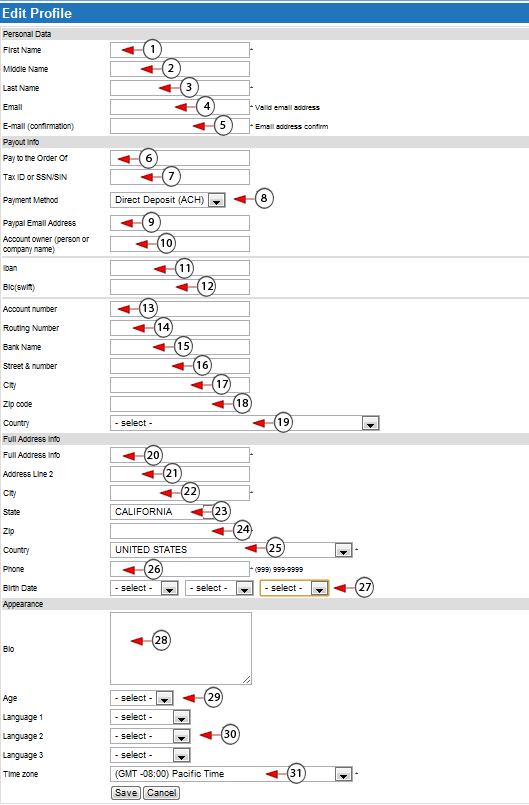 Edit Profile
Personal Data
First Name 1 *
Middle Name 2
Last Name 3 *
Email 4 * Valid email address
E-mail (confirmation) 5 * Email address confirm
Payout info
Pay to the Order Of 6
Tax ID or SSN/SIN 7
Payment Method Direct Deposit (ACH) 8
Paypal Email Address 9
Account owner (person or
company name) 10
Iban 11
Bic(swift) 12
Account number 13
Routing Number 14
Bank Name 15
Street & number 16
City 17
Zip code 18
Country - select - 19
Full Address Info
Full Address Info 20 *
Address Line 2 21
City 22 *
State CALIFORNIA 23
Zip 24 *
Country UNITED STATES 25 *
Phone 26 * (999) 999-9999
Birth Date - select - - select - - select - 27
Appearance
Bio 28
Age - select - 29
Language 1 - select -
Language 2 - select - 30
Language 3 - select -
Time zone (GMT -08:00) Pacific Time 31 *
Save Cancel